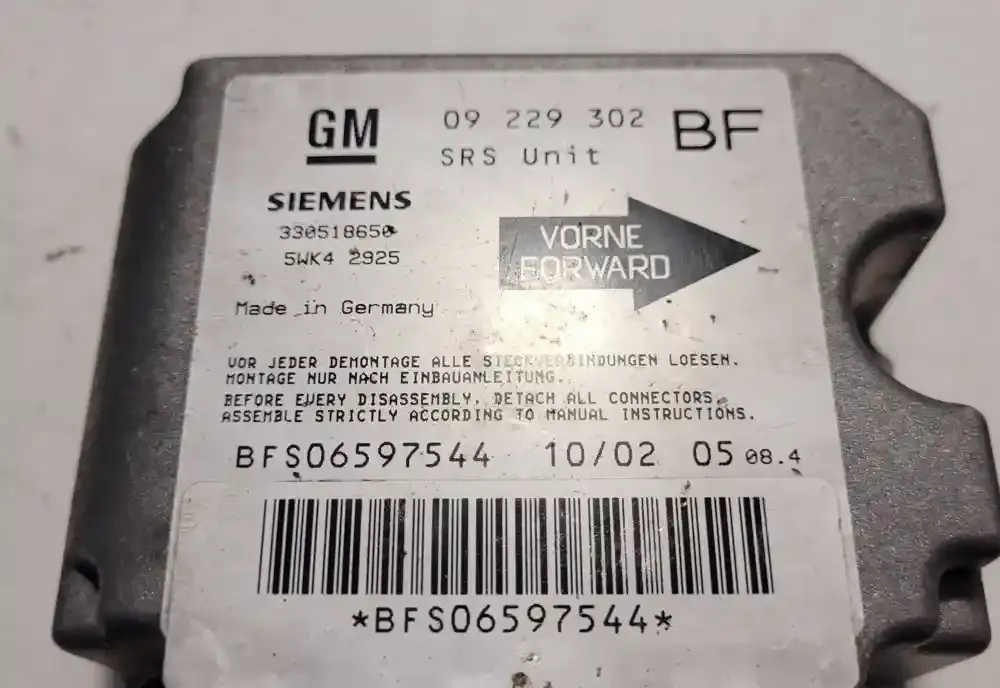 GM 09 229 302 BF
SRS Unit
SIEMENS
330518650
5WK4 2925
VORNE
FORWARD
Made in Germany
VOR JEDER DEMONTAGE ALLE STECKVERBINDUNGEN LOESEN.
MONTAGE NUR NACH EINBAUANLEITUNG.
BEFORE EVERY DISASSEMBLY, DETACH ALL CONNECTORS.
ASSEMBLE STRICTLY ACCORDING TO MANUAL INSTRUCTIONS.
BFS06597544 10/02 05 08.4
*BFS06597544*